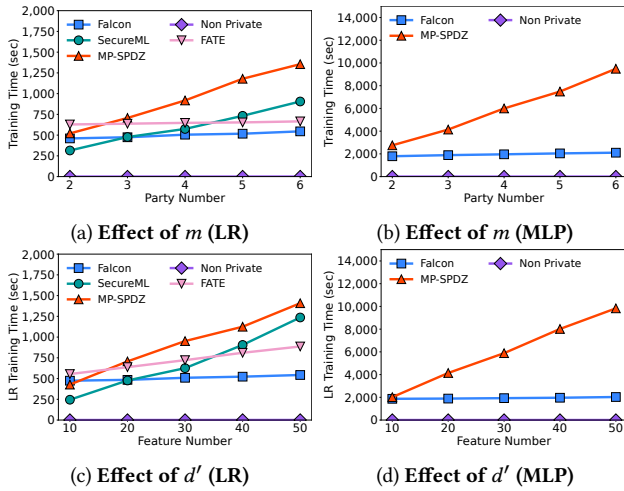 Falcon
SecureML
MP-SPDZ
Non Private
FATE
Training Time (sec)
2,000
1,750
1,500
1,250
1,000
750
500
250
0
2 3 4 5 6
Party Number
(a) Effect of m (LR)
Falcon
MP-SPDZ
Non Private
Training Time (sec)
14,000
12,000
10,000
8,000
6,000
4,000
2,000
0
2 3 4 5 6
Party Number
(b) Effect of m (MLP)
Falcon
SecureML
MP-SPDZ
Non Private
FATE
LR Training Time (sec)
2,000
1,750
1,500
1,250
1,000
750
500
250
0
10 20 30 40 50
Feature Number
(c) Effect of d′ (LR)
Falcon
MP-SPDZ
Non Private
LR Training Time (sec)
14,000
12,000
10,000
8,000
6,000
4,000
2,000
0
10 20 30 40 50
Feature Number
(d) Effect of d′ (MLP)